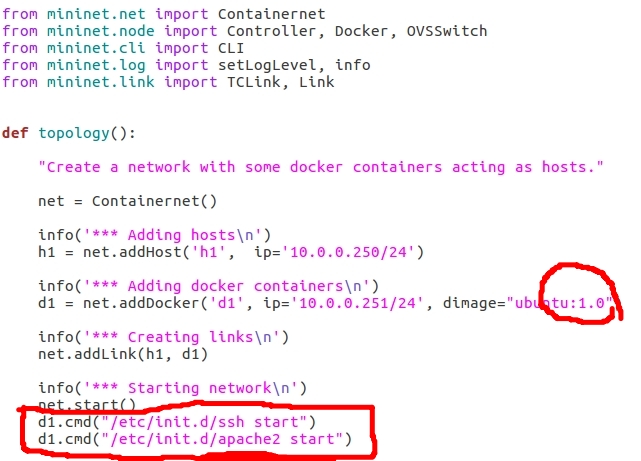 from mininet.net import Containernet
from mininet.node import Controller, Docker, OVSSwitch
from mininet.cli import CLI
from mininet.log import setLogLevel, info
from mininet.link import TCLink, Link
def topology():
"Create a network with some docker containers acting as hosts."
net = Containernet()
info('*** Adding hosts\n')
h1 = net.addHost('h1', ip='10.0.0.250/24')
info('*** Adding docker containers\n')
d1 = net.addDocker('d1', ip='10.0.0.251/24', dimage="ubuntu:1.0"
info('*** Creating links\n')
net.addLink(h1, d1)
info('*** Starting network\n')
net.start()
d1.cmd("/etc/init.d/ssh start")
d1.cmd("/etc/init.d/apache2 start")